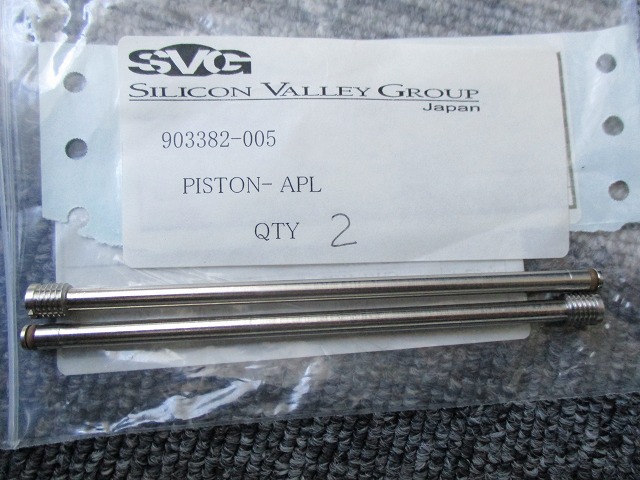 SVG
SILICON VALLEY GROUP
Japan
903382-005
PISTON- APL
QTY 2